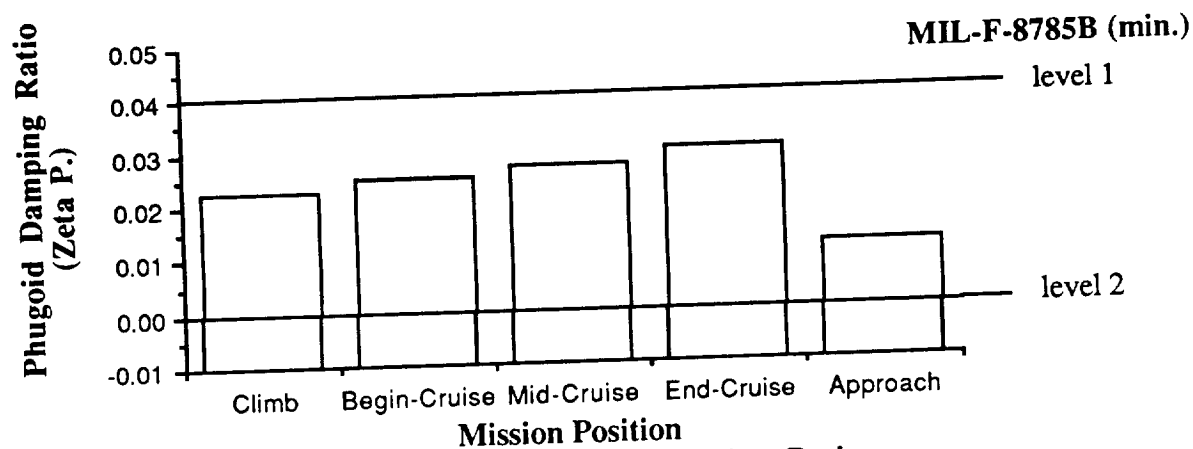 MIL-F-8785B (min.)
level 1
level 2
Phugoid Damping Ratio
(Zeta P.)
0.05
0.04
0.03
0.02
0.01
0.00
-0.01
Climb Begin-Cruise Mid-Cruise End-Cruise Approach
Mission Position